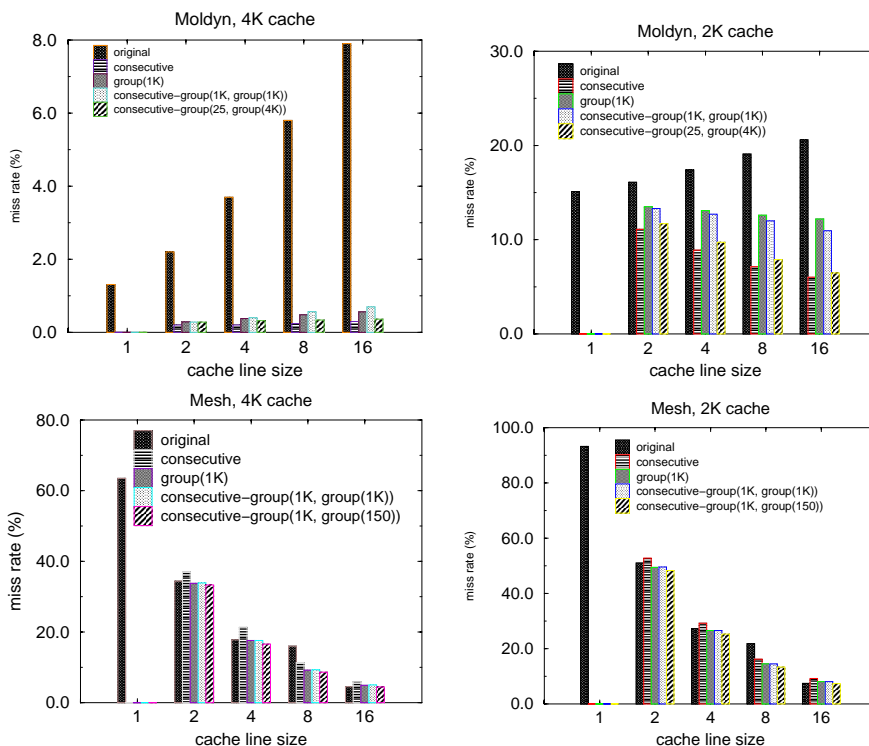 Moldyn, 4K cache
8.0
6.0
4.0
2.0
0.0
miss rate (%)
original
consecutive
group(1K)
consecutive−group(1K, group(1K))
consecutive−group(25, group(4K))
1 2 4 8 16
cache line size
Moldyn, 2K cache
30.0
20.0
10.0
0.0
miss rate (%)
original
consecutive
group(1K)
consecutive−group(1K, group(1K))
consecutive−group(25, group(4K))
1 2 4 8 16
cache line size
Mesh, 4K cache
80.0
60.0
40.0
20.0
0.0
miss rate (%)
original
consecutive
group(1K)
consecutive−group(1K, group(1K))
consecutive−group(1K, group(150))
1 2 4 8 16
cache line size
Mesh, 2K cache
100.0
80.0
60.0
40.0
20.0
0.0
miss rate (%)
original
consecutive
group(1K)
consecutive−group(1K, group(1K))
consecutive−group(1K, group(150))
1 2 4 8 16
cache line size